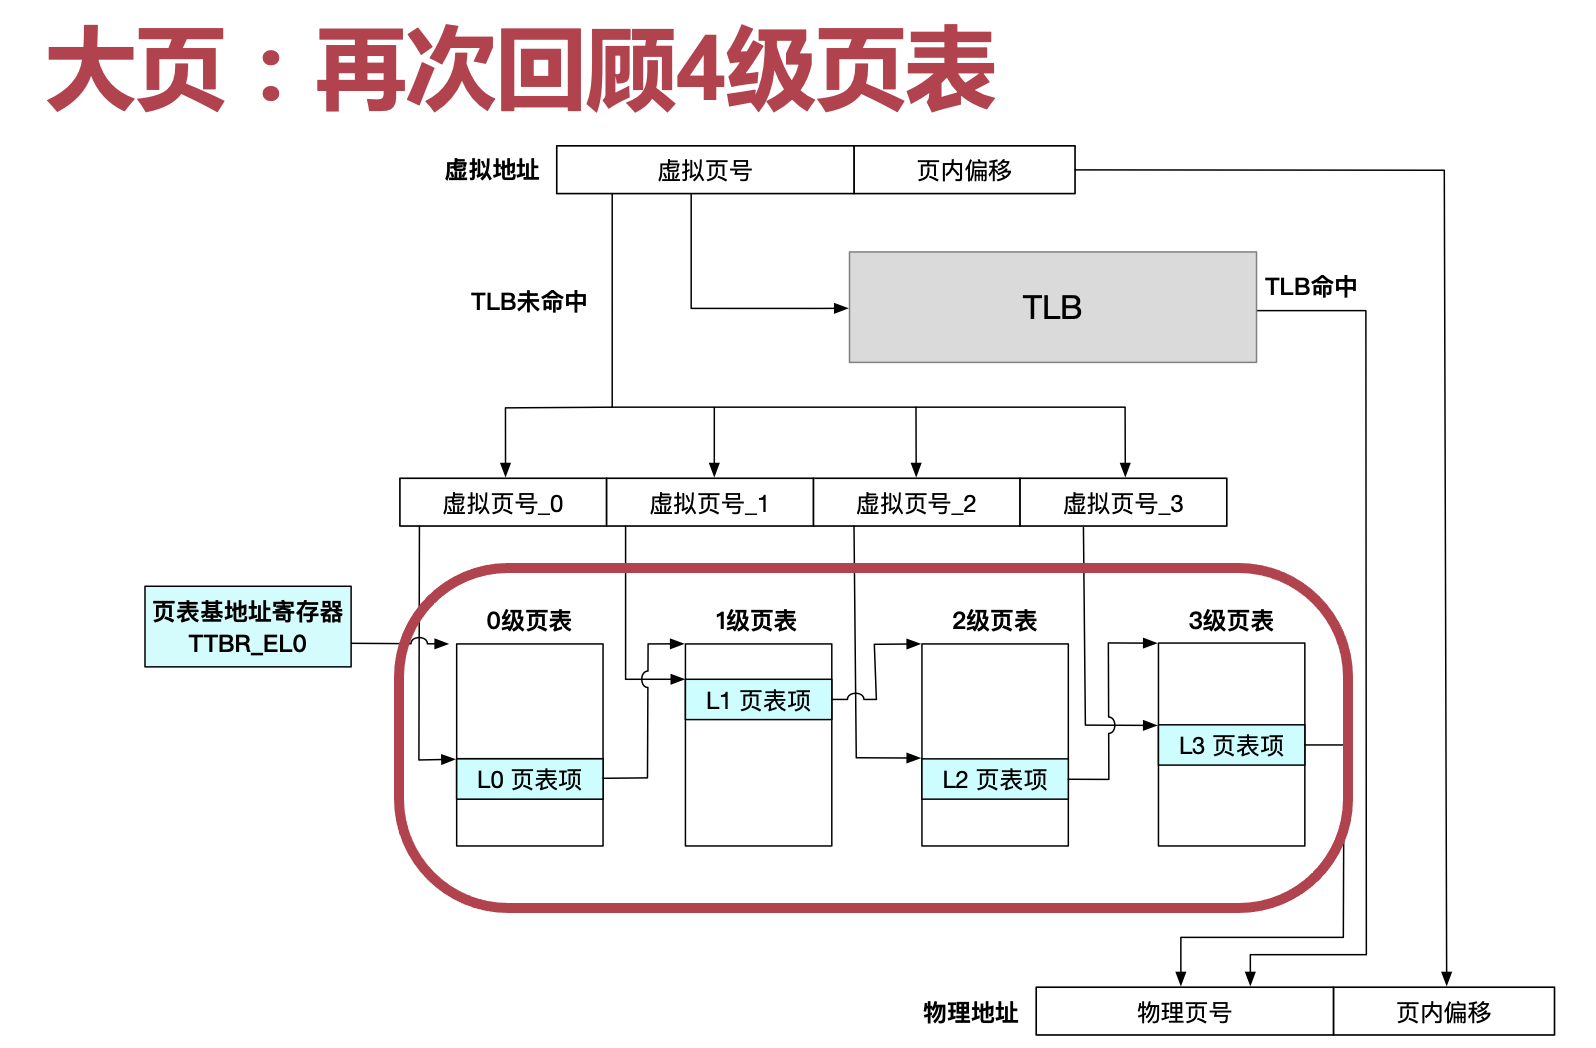 大页：再次回顾4级页表
虚拟地址
虚拟页号
页内偏移
TLB未命中
TLB
TLB命中
虚拟页号_0
虚拟页号_1
虚拟页号_2
虚拟页号_3
页表基地址寄存器
TTBR_EL0
0级页表
1级页表
2级页表
3级页表
L0 页表项
L1 页表项
L2 页表项
L3 页表项
物理地址
物理页号
页内偏移